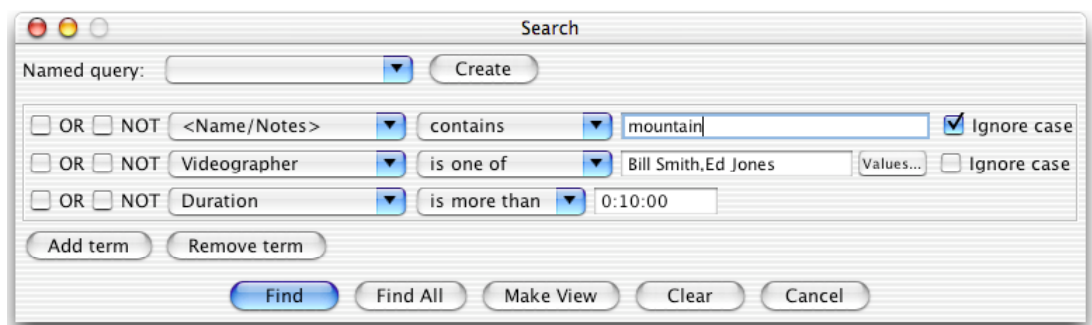 Search
Named query: Create
OR NOT <Name/Notes> contains mountain Ignore case
OR NOT Videographer is one of Bill Smith,Ed Jones Values... Ignore case
OR NOT Duration is more than 0:10:00
Add term Remove term
Find Find All Make View Clear Cancel